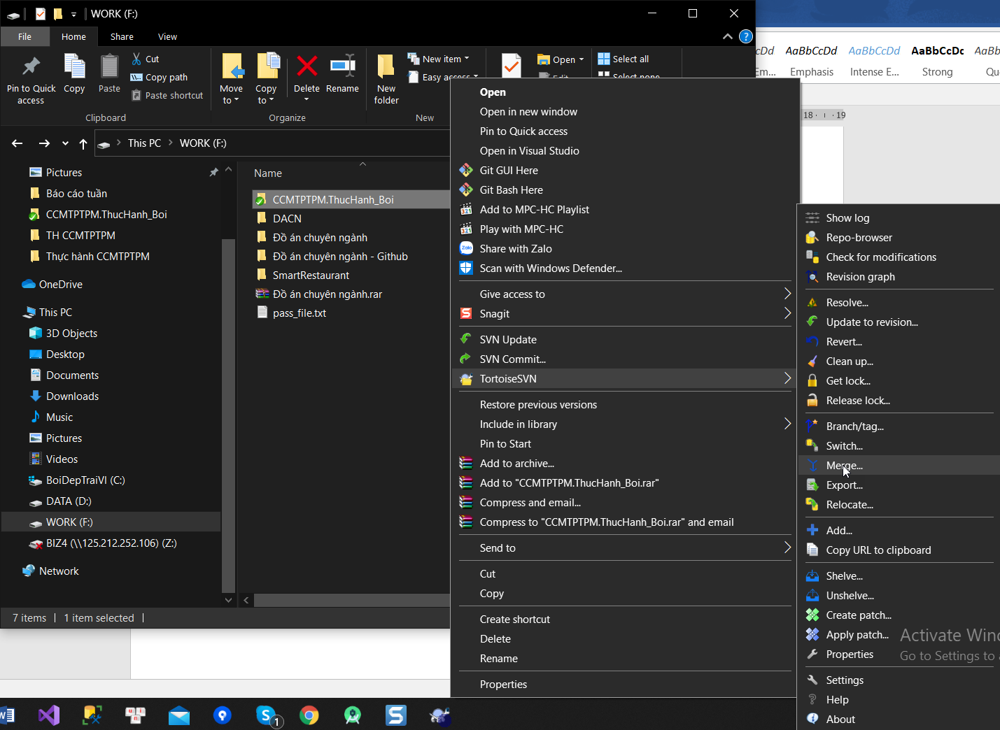 WORK (F:)
File
Home
Share
View
Pin to Quick access
Copy
Paste
Cut
Copy path
Paste shortcut
Clipboard
Move to
Copy to
Delete
Rename
Organize
New folder
New item
Easy access
New
Open
Edit
Select all
Select none
AaBbCcDd
AaBbCcDd
AaBbCcDc
Em...
Emphasis
Intense E...
Strong
18
19
This PC
WORK (F:)
Pictures
Báo cáo tuần
CCMTPTPM.ThucHanh_Boi
TH CCMTPTPM
Thực hành CCMTPTPM
OneDrive
This PC
3D Objects
Desktop
Documents
Downloads
Music
Pictures
Videos
BoiDepTraiVl (C:)
DATA (D:)
WORK (F:)
BIZ4 (\\125.212.252.106) (Z:)
Network
7 items
1 item selected
Name
CCMTPTPM.ThucHanh_Boi
DACN
Đồ án chuyên ngành
Đồ án chuyên ngành - Github
SmartRestaurant
Đồ án chuyên ngành.rar
pass_file.txt
Open
Open in new window
Pin to Quick access
Open in Visual Studio
Git GUI Here
Git Bash Here
321 Add to MPC-HC Playlist
321 Play with MPC-HC
Zalo Share with Zalo
Scan with Windows Defender...
Give access to
S Snagit
SVN Update
SVN Commit...
TortoiseSVN
Restore previous versions
Include in library
Pin to Start
Add to archive...
Add to "CCMTPTPM.ThucHanh_Boi.rar"
Compress and email...
Compress to "CCMTPTPM.ThucHanh_Boi.rar" and email
Send to
Cut
Copy
Create shortcut
Delete
Rename
Properties
Show log
Repo-browser
Check for modifications
Revision graph
Resolve...
Update to revision...
Revert...
Clean up...
Get lock...
Release lock...
Branch/tag...
Switch...
Merge...
Export...
Relocate...
Add...
Copy URL to clipboard
Shelve...
Unshelve...
Create patch...
Apply patch...
Properties
Settings
Help
About
Activate Win
Go to Settings to
1